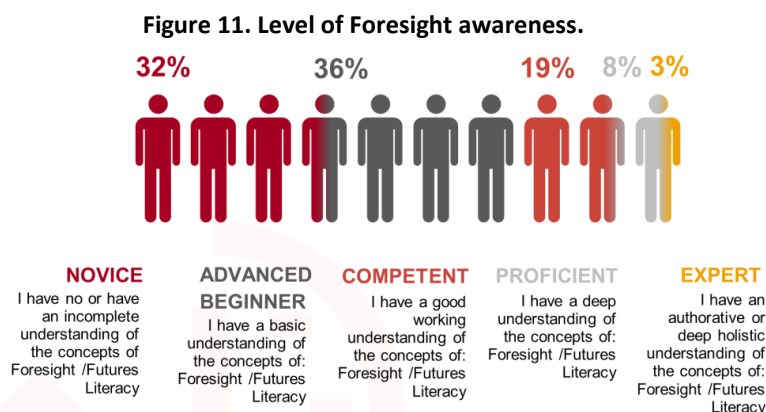 Figure 11. Level of Foresight awareness.
32% 36% 19% 8% 3%
NOVICE
I have no or have
an incomplete
understanding of
the concepts of
Foresight /Futures
Literacy
ADVANCED
BEGINNER
I have a basic
understanding of
the concepts of:
Foresight /Futures
Literacy
COMPETENT
I have a good
working
understanding of
the concepts of:
Foresight /Futures
Literacy
PROFICIENT
I have a deep
understanding of
the concepts of:
Foresight /Futures
Literacy
EXPERT
I have an
authorative or
deep holistic
understanding of
the concepts of:
Foresight /Futures
Literacy